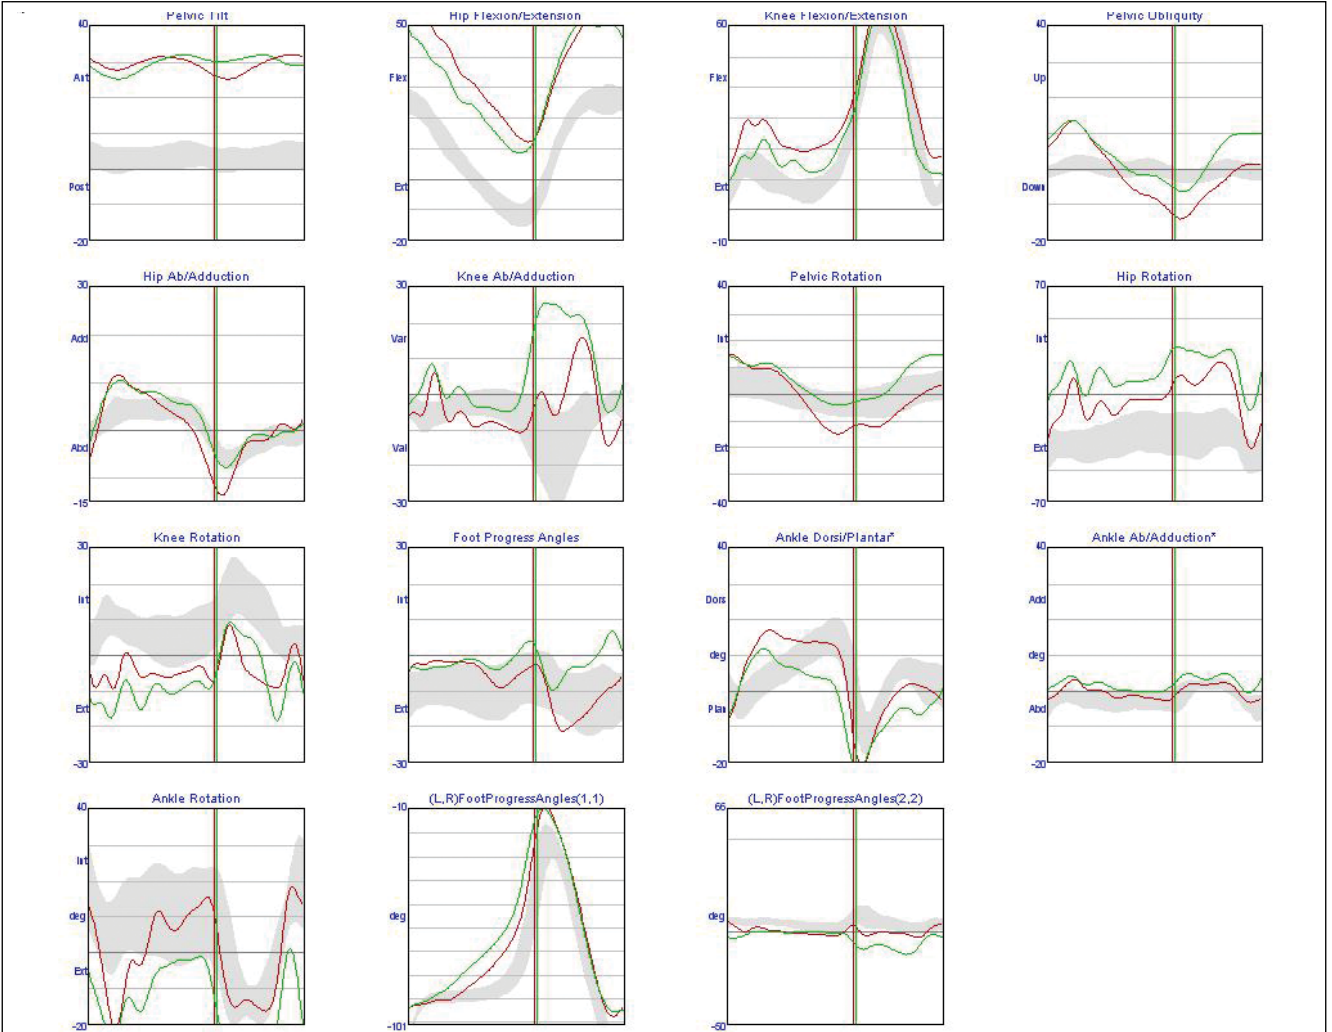 Pelvic Tilt
Hip Flexion/Extension
Knee Flexion/Extension
Pelvic Obliquity
40
Ant
Post
-20
50
Flex
Ext
-20
60
Flex
Ext
-10
40
Up
Down
-20
Hip Ab/Adduction
Knee Ab/Adduction
Pelvic Rotation
Hip Rotation
30
Add
Abd
-15
30
Var
Val
-30
40
Int
Ext
-40
70
Int
Ext
-70
Knee Rotation
Foot Progress Angles
Ankle Dorsi/Plantar*
Ankle Ab/Adduction*
30
Int
Ext
-30
30
Int
Ext
-30
40
Dors
deg
Plan
-20
40
Add
deg
Abd
-20
Ankle Rotation
(L,R)FootProgressAngles(1,1)
(L,R)FootProgressAngles(2,2)
40
Int
deg
Ext
-20
-10
deg
-101
66
deg
-50